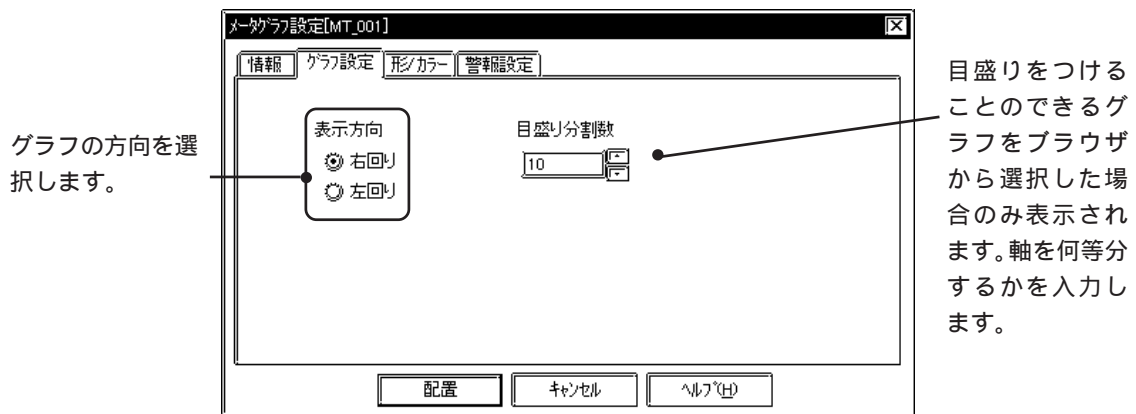 メータグラフ設定[MT_001]
情報 グラフ設定 形/カラー 警報設定
グラフの方向を選
択します。
表示方向
右回り
左回り
目盛り分割数
10
目盛りをつける
ことのできるグ
ラフをブラウザ
から選択した場
合のみ表示され
ます。軸を何等分
するかを入力し
ます。
配置 キャンセル ヘルプ(H)